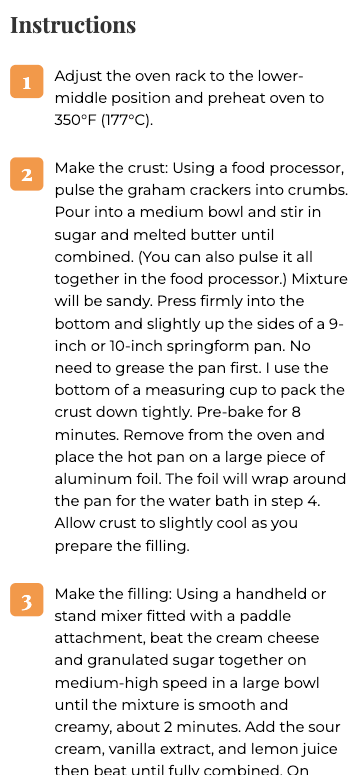 Instructions
1
Adjust the oven rack to the lower-
middle position and preheat oven to
350°F (177°C).
2
Make the crust: Using a food processor,
pulse the graham crackers into crumbs.
Pour into a medium bowl and stir in
sugar and melted butter until
combined. (You can also pulse it all
together in the food processor.) Mixture
will be sandy. Press firmly into the
bottom and slightly up the sides of a 9-
inch or 10-inch springform pan. No
need to grease the pan first. I use the
bottom of a measuring cup to pack the
crust down tightly. Pre-bake for 8
minutes. Remove from the oven and
place the hot pan on a large piece of
aluminum foil. The foil will wrap around
the pan for the water bath in step 4.
Allow crust to slightly cool as you
prepare the filling.
3
Make the filling: Using a handheld or
stand mixer fitted with a paddle
attachment, beat the cream cheese
and granulated sugar together on
medium-high speed in a large bowl
until the mixture is smooth and
creamy, about 2 minutes. Add the sour
cream, vanilla extract, and lemon juice
then beat until fully combined. On